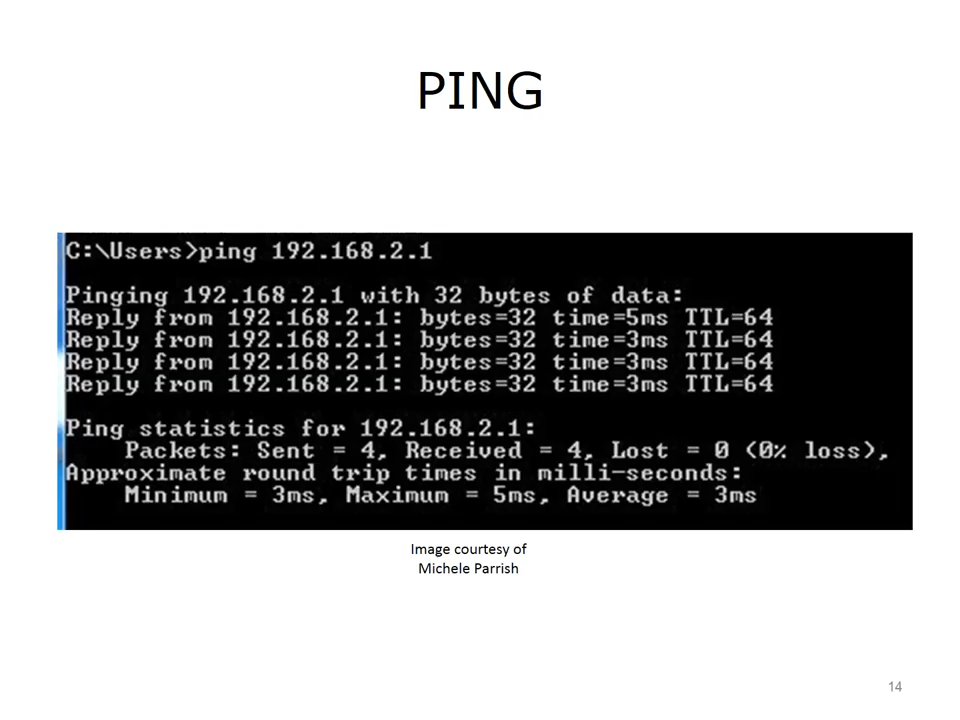 PING
C:\Users>ping 192.168.2.1
Pinging 192.168.2.1 with 32 bytes of data:
Reply from 192.168.2.1: bytes=32 time=5ms TTL=64
Reply from 192.168.2.1: bytes=32 time=3ms TTL=64
Reply from 192.168.2.1: bytes=32 time=3ms TTL=64
Reply from 192.168.2.1: bytes=32 time=3ms TTL=64
Ping statistics for 192.168.2.1:
Packets: Sent = 4, Received = 4, Lost = 0 (0% loss),
Approximate round trip times in milli-seconds:
Minimum = 3ms, Maximum = 5ms, Average = 3ms
Image courtesy of
Michele Parrish
14